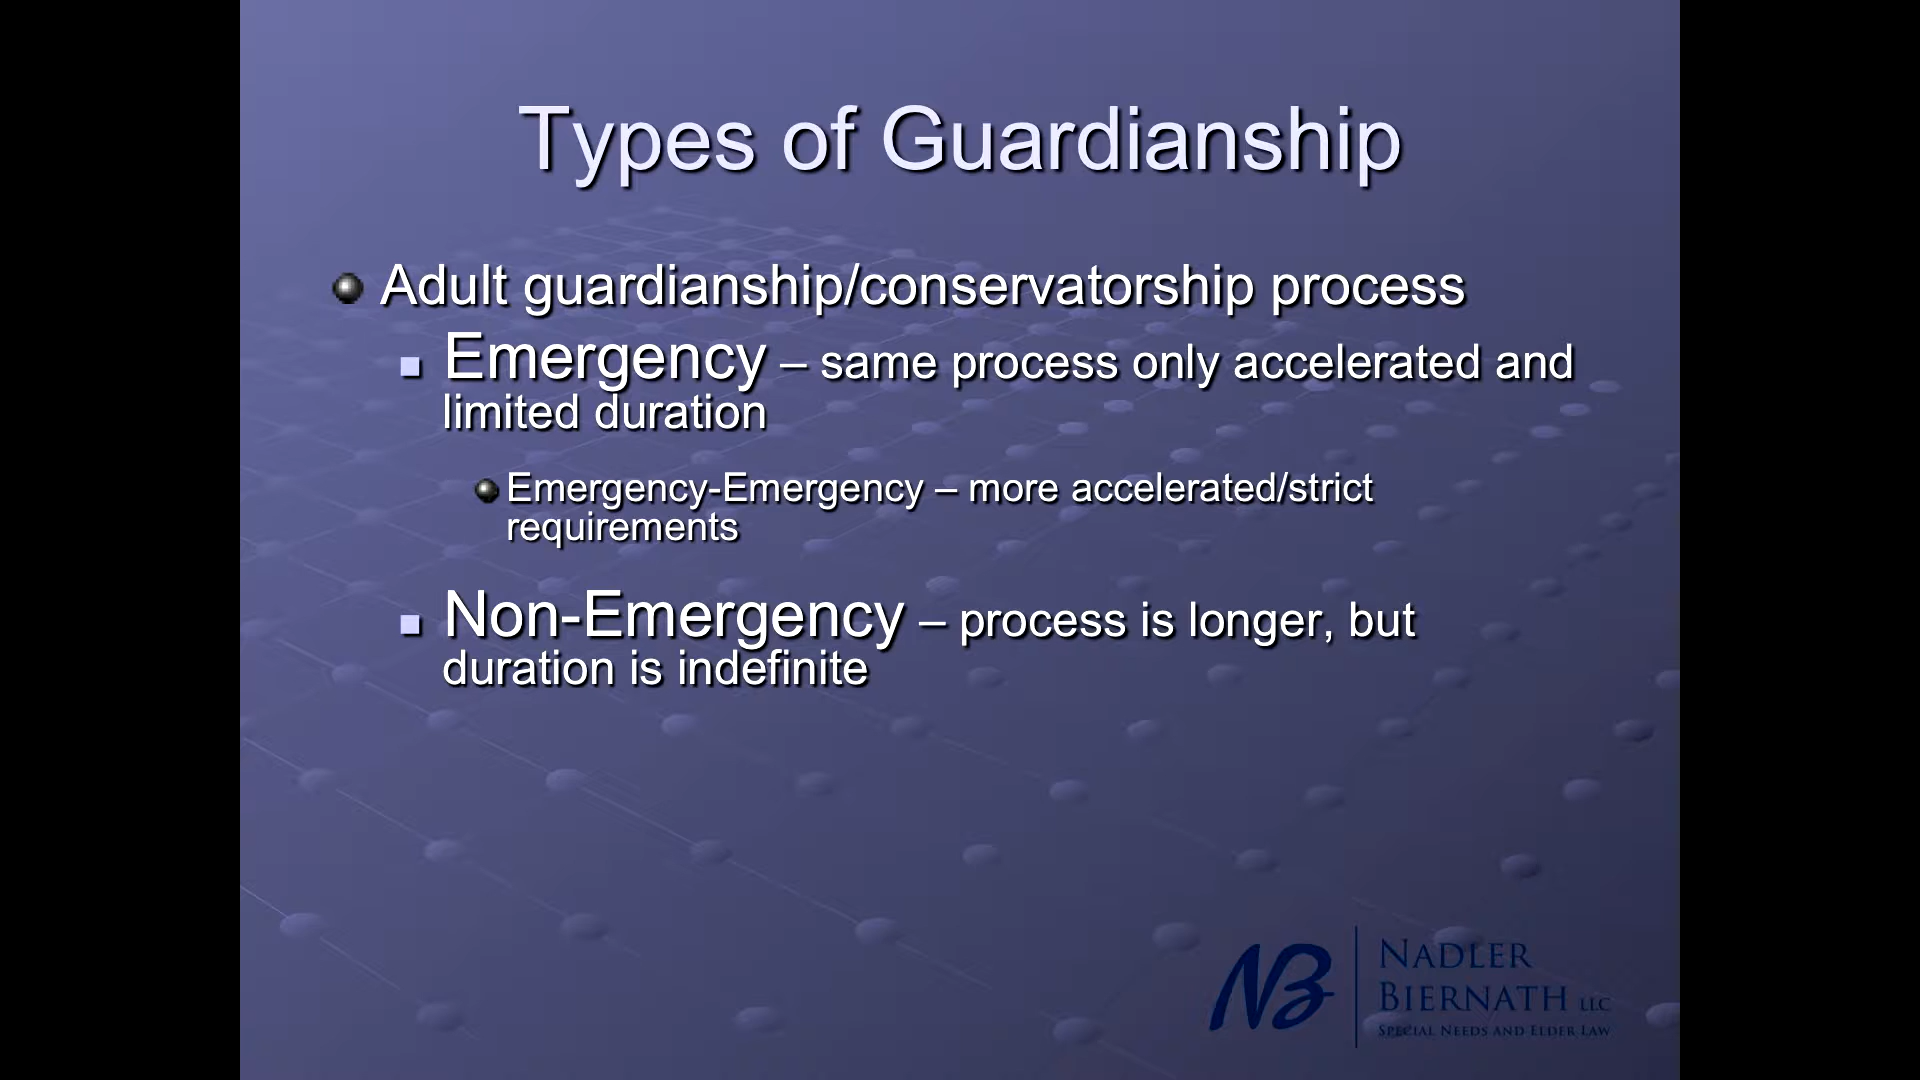 Types of Guardianship
Adult guardianship/conservatorship process
Emergency – same process only accelerated and
limited duration
Emergency-Emergency – more accelerated/strict
requirements
Non-Emergency – process is longer, but
duration is indefinite
NB
NADLER
BIERNATH LLC
SPECIAL NEEDS AND ELDER LAW